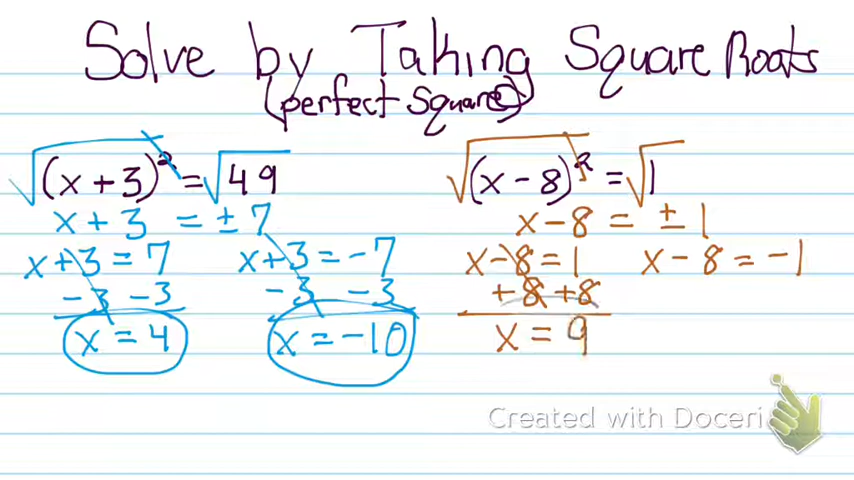 Solve by Taking Square Roots
(perfect square)
√(x + 3)² = √49
x + 3 = ± 7
x + 3 = 7
- 3 - 3
x = 4
x + 3 = - 7
- 3 - 3
x = - 10
√(x - 8)² = √1
x - 8 = ± 1
x - 8 = 1
+ 8 + 8
x = 9
x - 8 = - 1
Created with Doceri